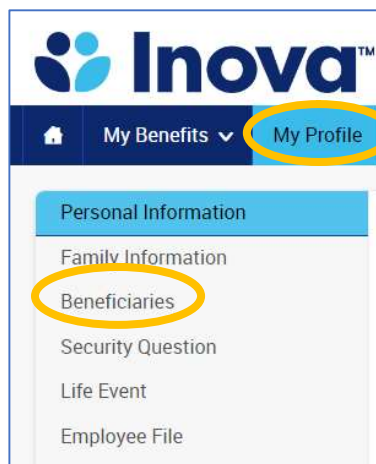 Inova™
My Benefits My Profile
Personal Information
Family Information
Beneficiaries
Security Question
Life Event
Employee File